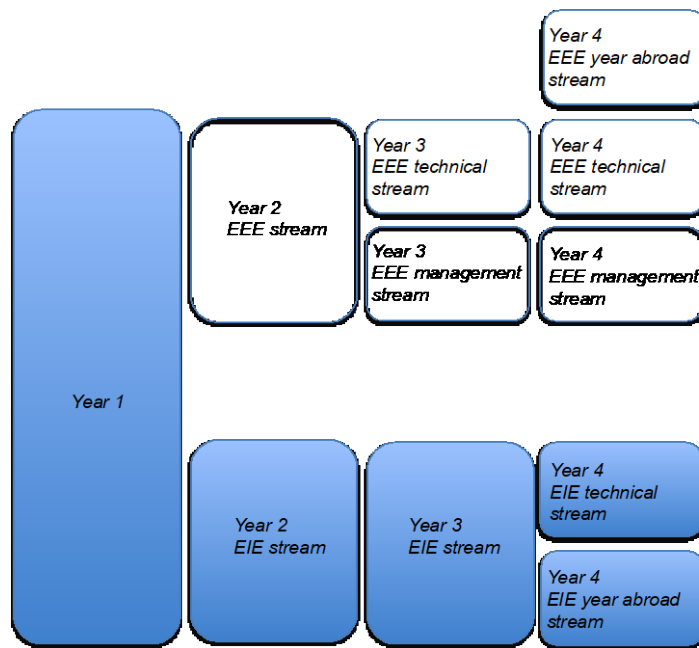 Year 4
EEE year abroad
stream
Year 3
EEE technical
stream
Year 4
EEE technical
stream
Year 2
EEE stream
Year 3
EEE management
stream
Year 4
EEE management
stream
Year 1
Year 2
EIE stream
Year 3
EIE stream
Year 4
EIE technical
stream
Year 4
EIE year abroad
stream